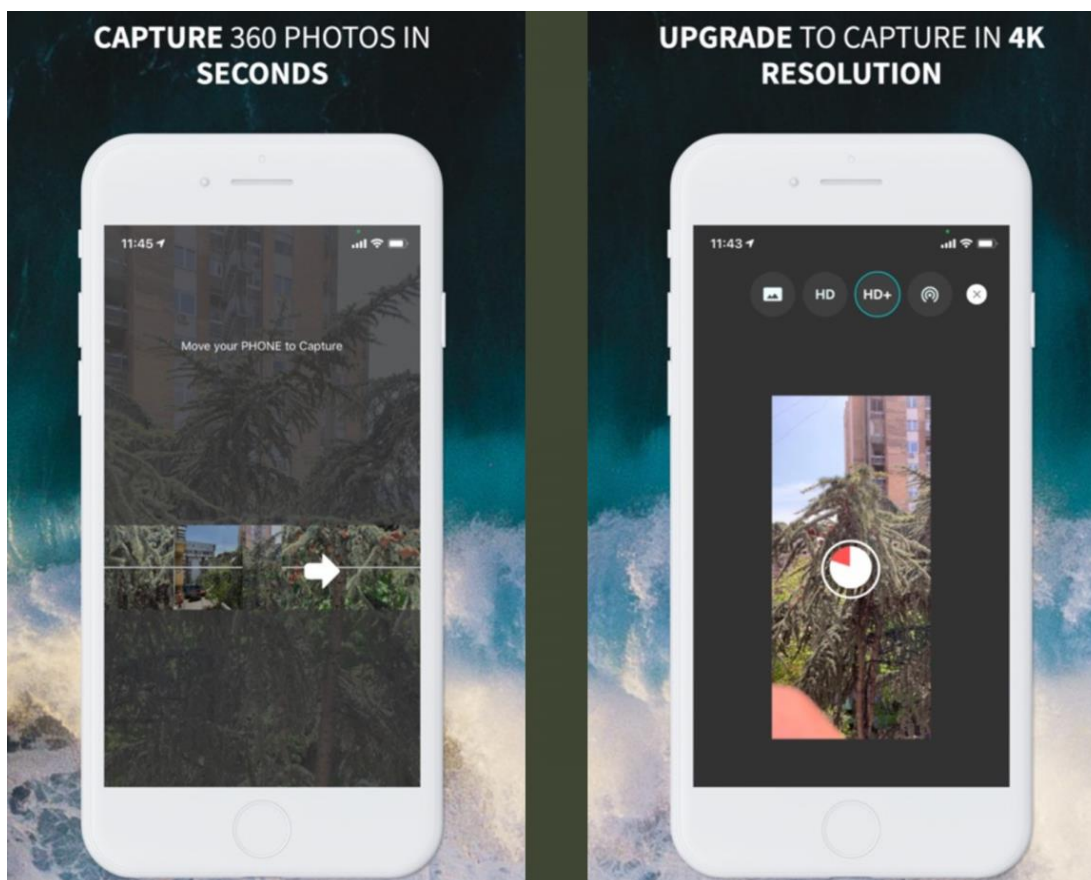 CAPTURE 360 PHOTOS IN
SECONDS
11:45
Move your PHONE to Capture
UPGRADE TO CAPTURE IN 4K
RESOLUTION
11:43
HD
HD+